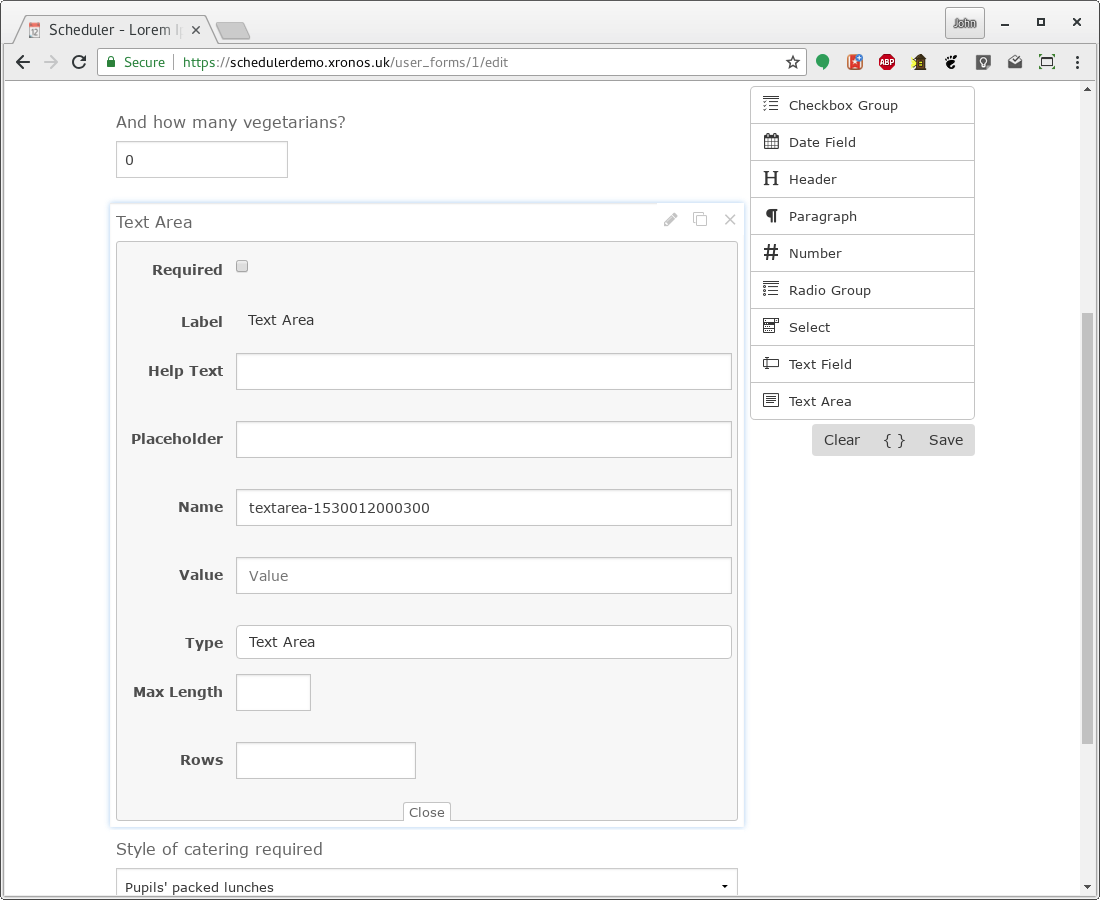 Scheduler - Lorem I
John
Secure https://schedulerdemo.xronos.uk/user_forms/1/edit
ABP
And how many vegetarians?
0
Text Area
Required
Label Text Area
Help Text
Placeholder
Name textarea-1530012000300
Value Value
Type Text Area
Max Length
Rows
Close
Style of catering required
Pupils' packed lunches
Checkbox Group
Date Field
H Header
¶ Paragraph
# Number
Radio Group
Select
Text Field
Text Area
Clear { } Save